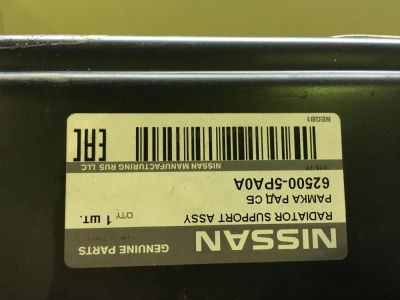 NISSAN
GENUINE PARTS
RADIATOR SUPPORT ASSY
РАМКА РАД СБ
QTY 1 шт.
62500-5PA0A
NISSAN MANUFACTURING RUS LLC
EAC
NEGB1